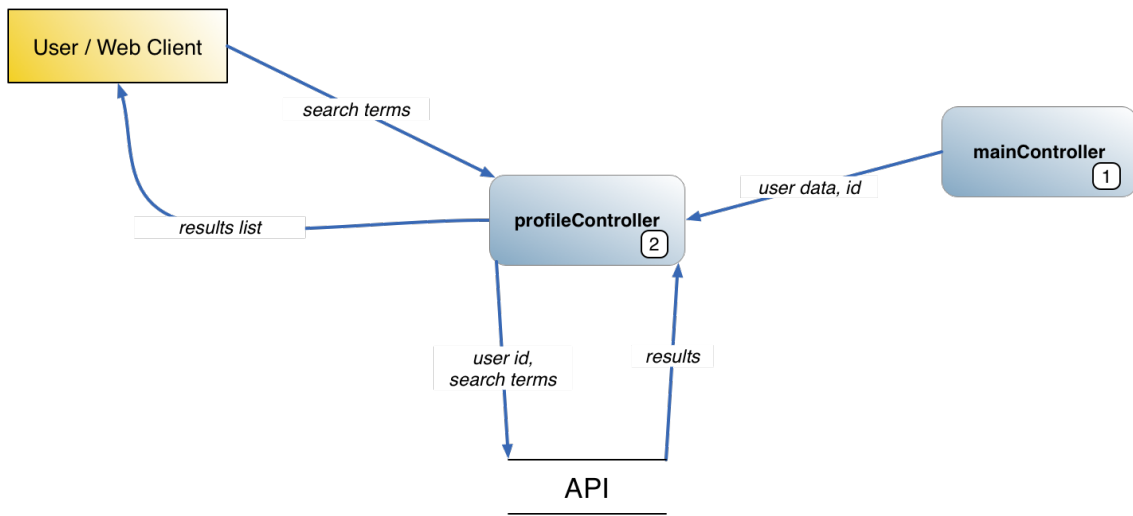 User / Web Client
search terms
mainController
1
user data, id
profileController
2
results list
user id,
search terms
results
API